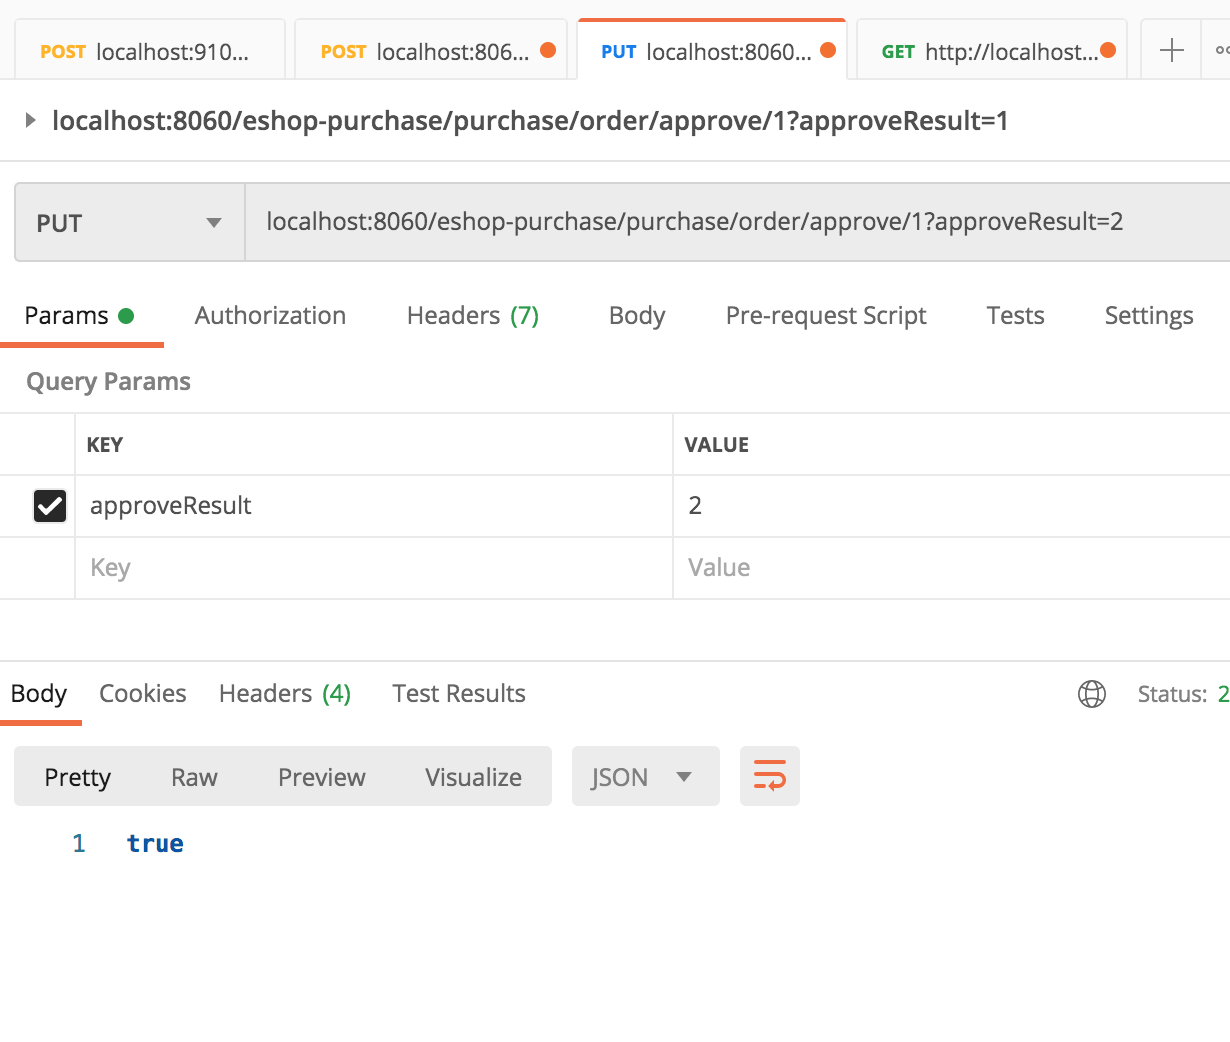 POST localhost:910... POST localhost:806... PUT localhost:8060... GET http://localhost...
localhost:8060/eshop-purchase/purchase/order/approve/1?approveResult=1
PUT localhost:8060/eshop-purchase/purchase/order/approve/1?approveResult=2
Params Authorization Headers (7) Body Pre-request Script Tests Settings
Query Params
KEY VALUE
approveResult 2
Key Value
Body Cookies Headers (4) Test Results Status: 2
Pretty Raw Preview Visualize JSON
1 true